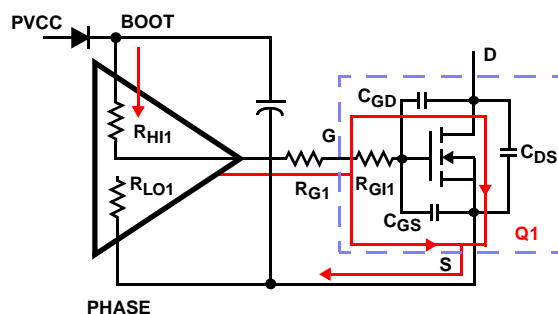 PVCC
BOOT
D
CGD
RHI1
G
CDS
RLO1
RG1
RGI1
CGS
Q1
S
PHASE